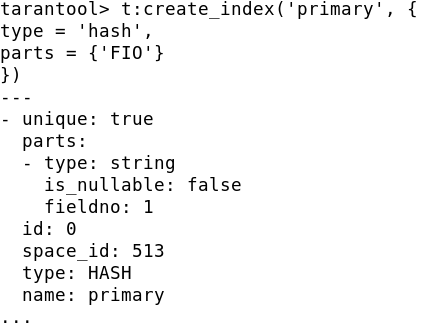 tarantool> t:create_index('primary', {
type = 'hash',
parts = {'FIO'}
})
---
- unique: true
  parts:
  - type: string
    is_nullable: false
    fieldno: 1
  id: 0
  space_id: 513
  type: HASH
  name: primary
...